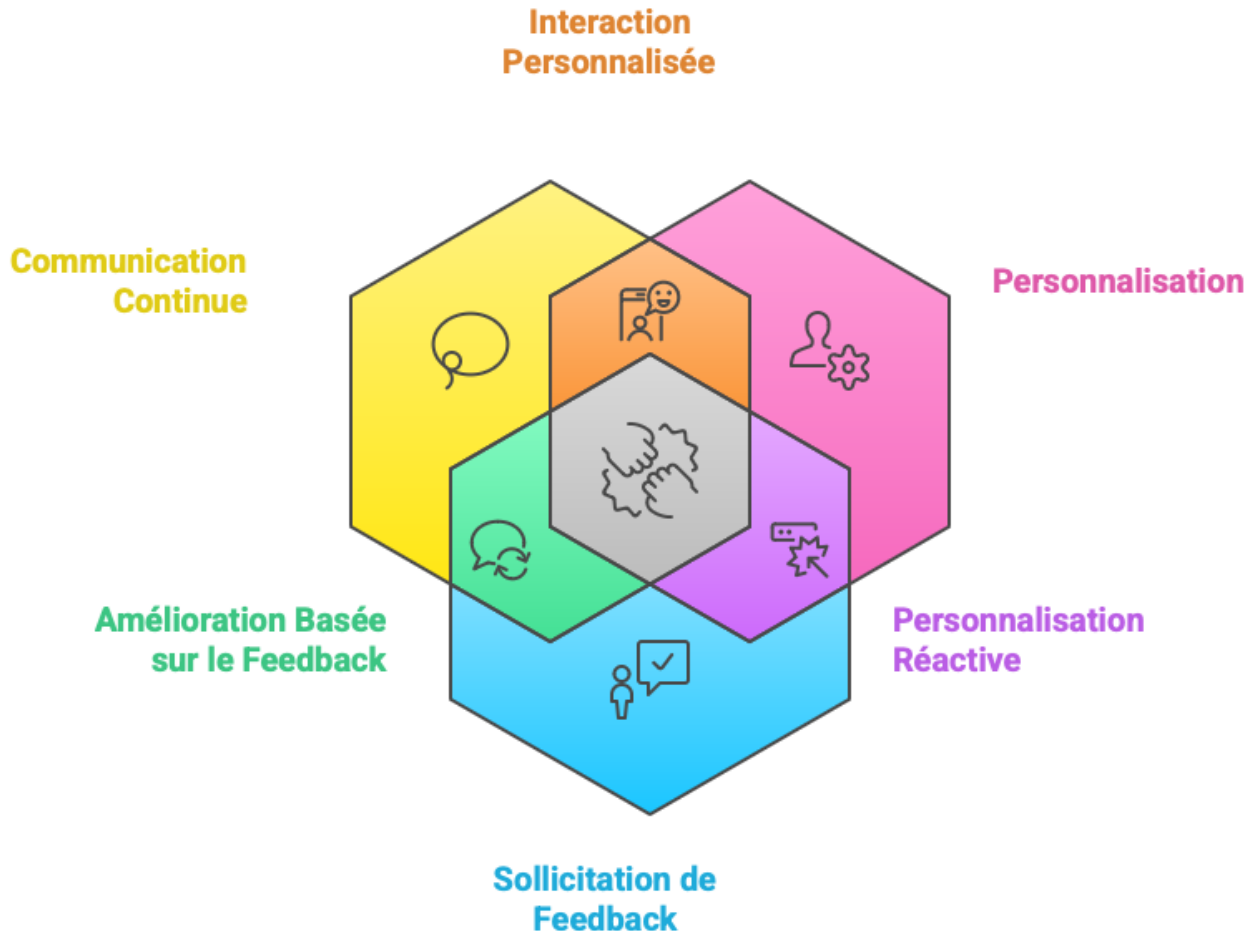 Interaction
Personnalisée
Communication
Continue
Personnalisation
Amélioration Basée
sur le Feedback
Personnalisation
Réactive
Sollicitation de
Feedback